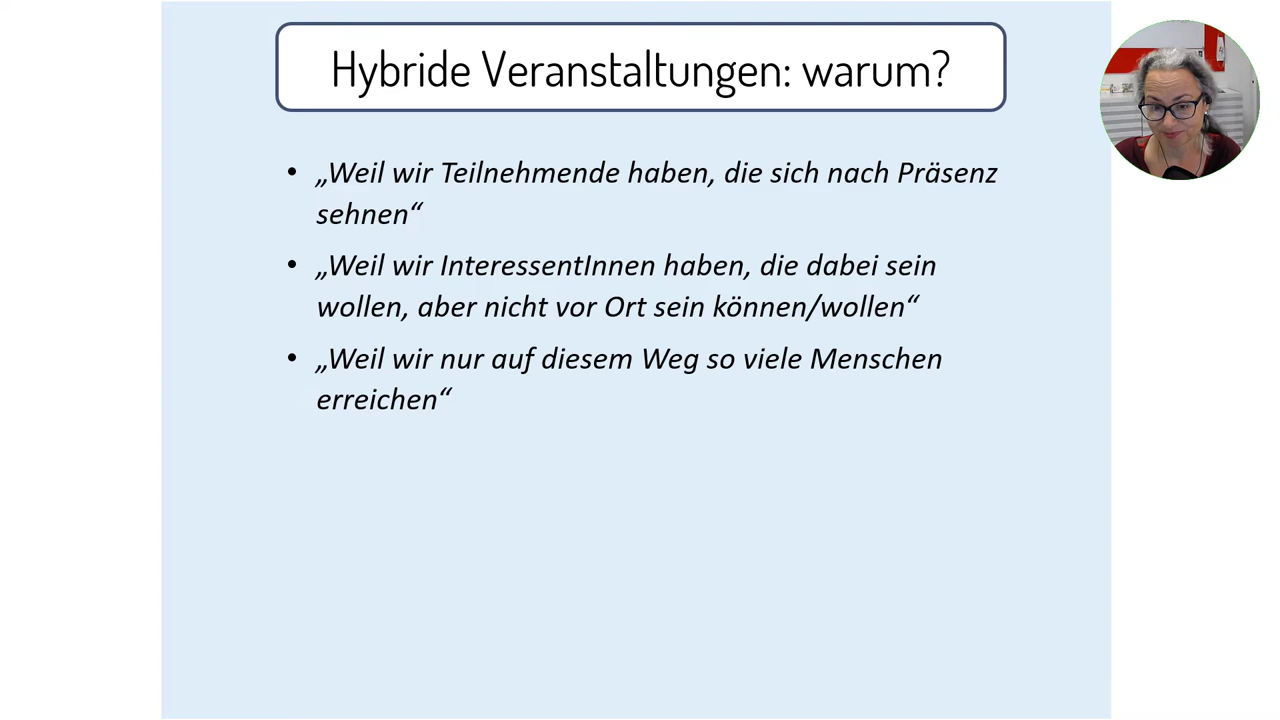 Hybride Veranstaltungen: warum?
• „Weil wir Teilnehmende haben, die sich nach Präsenz
sehnen“
• „Weil wir InteressentInnen haben, die dabei sein
wollen, aber nicht vor Ort sein können/wollen“
• „Weil wir nur auf diesem Weg so viele Menschen
erreichen“